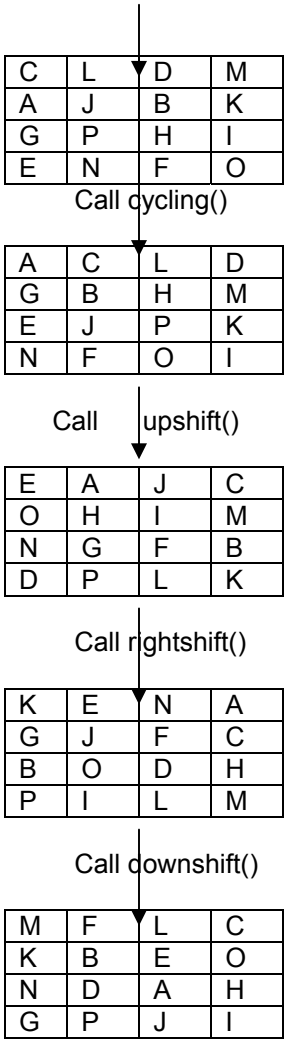 C L D M
A J B K
G P H I
E N F O
Call cycling()
A C L D
G B H M
E J P K
N F O I
Call upshift()
E A J C
O H I M
N G F B
D P L K
Call rightshift()
K E N A
G J F C
B O D H
P I L M
Call downshift()
M F L C
K B E O
N D A H
G P J I